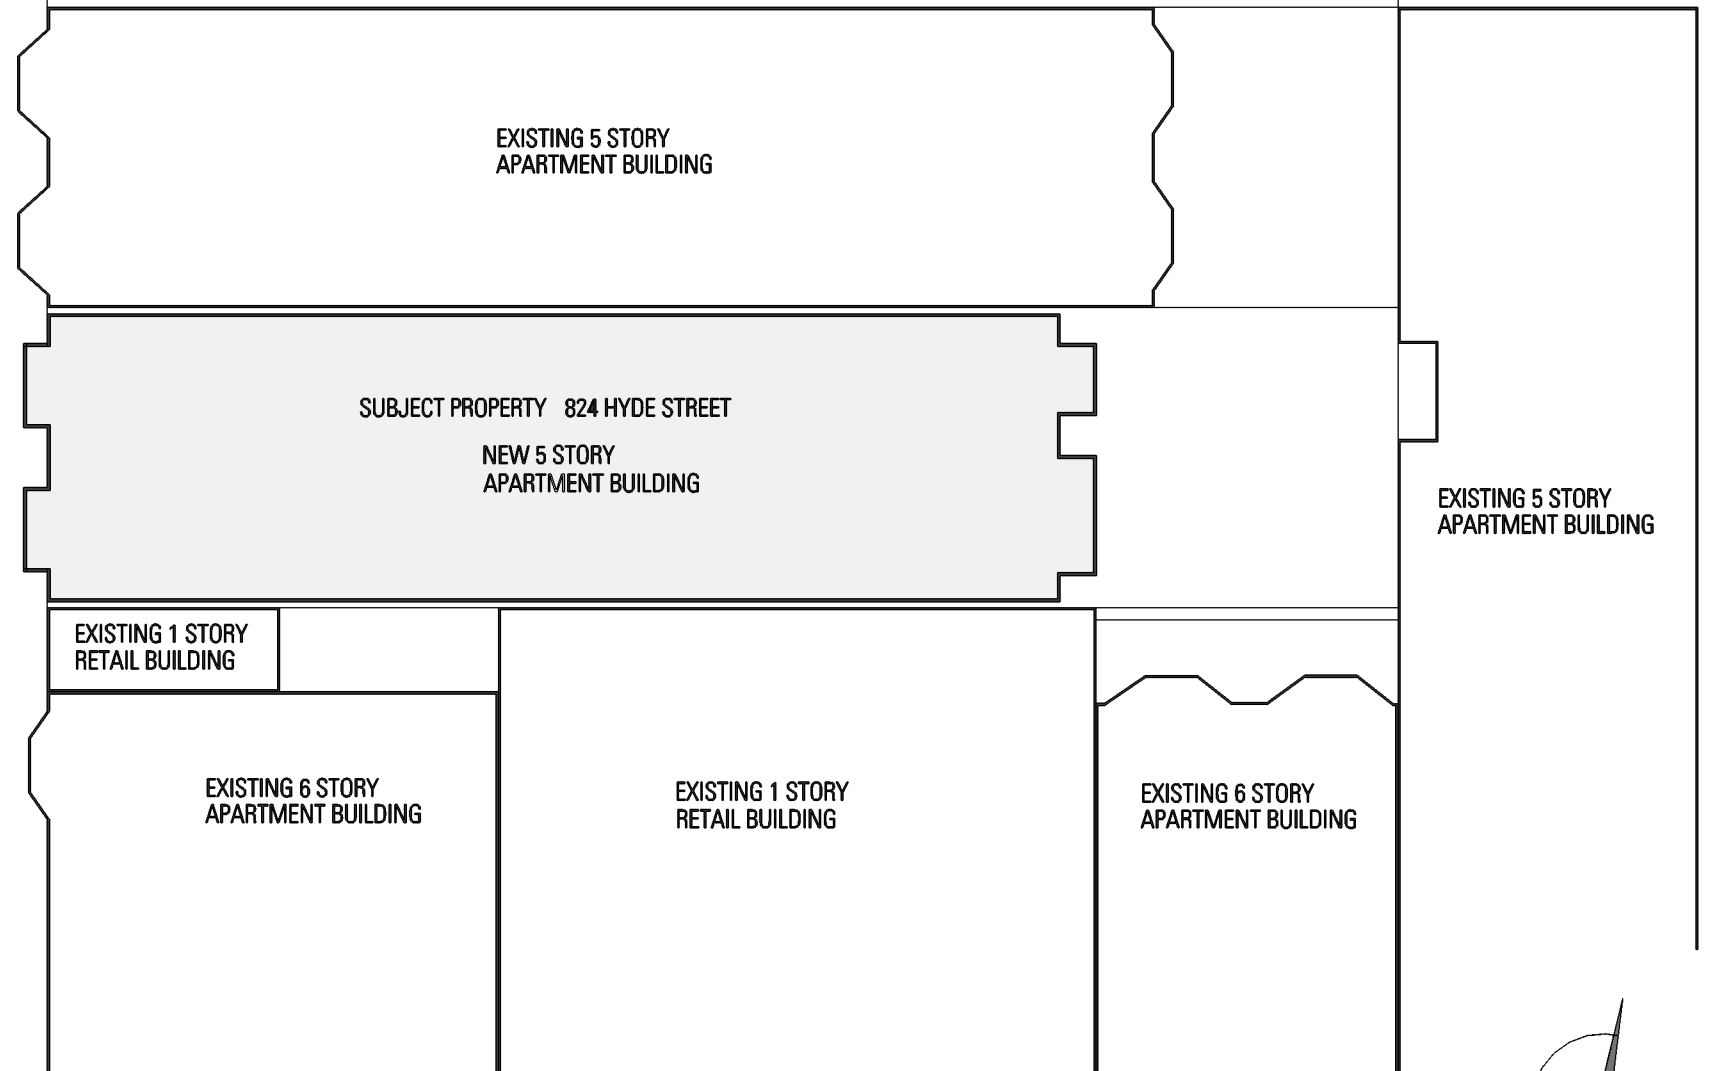 EXISTING 5 STORY
APARTMENT BUILDING
SUBJECT PROPERTY 824 HYDE STREET
NEW 5 STORY
APARTMENT BUILDING
EXISTING 5 STORY
APARTMENT BUILDING
EXISTING 1 STORY
RETAIL BUILDING
EXISTING 6 STORY
APARTMENT BUILDING
EXISTING 1 STORY
RETAIL BUILDING
EXISTING 6 STORY
APARTMENT BUILDING